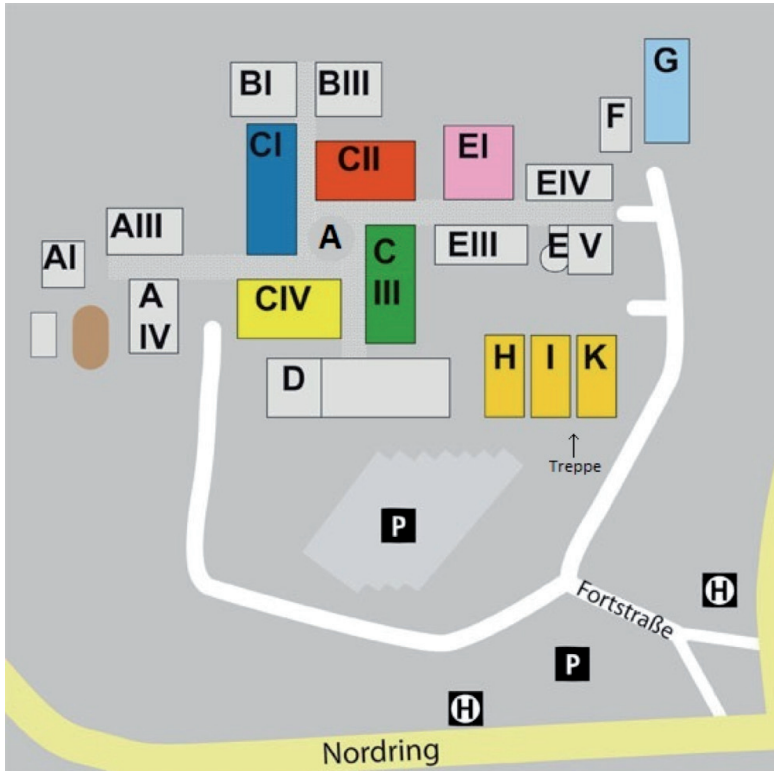 G
BI
BIII
F
CI
CII
EI
EIV
AIII
A
C
III
EIII
E V
AI
A
IV
CIV
H
I
K
D
Treppe
P
H
Fortstraße
P
H
Nordring